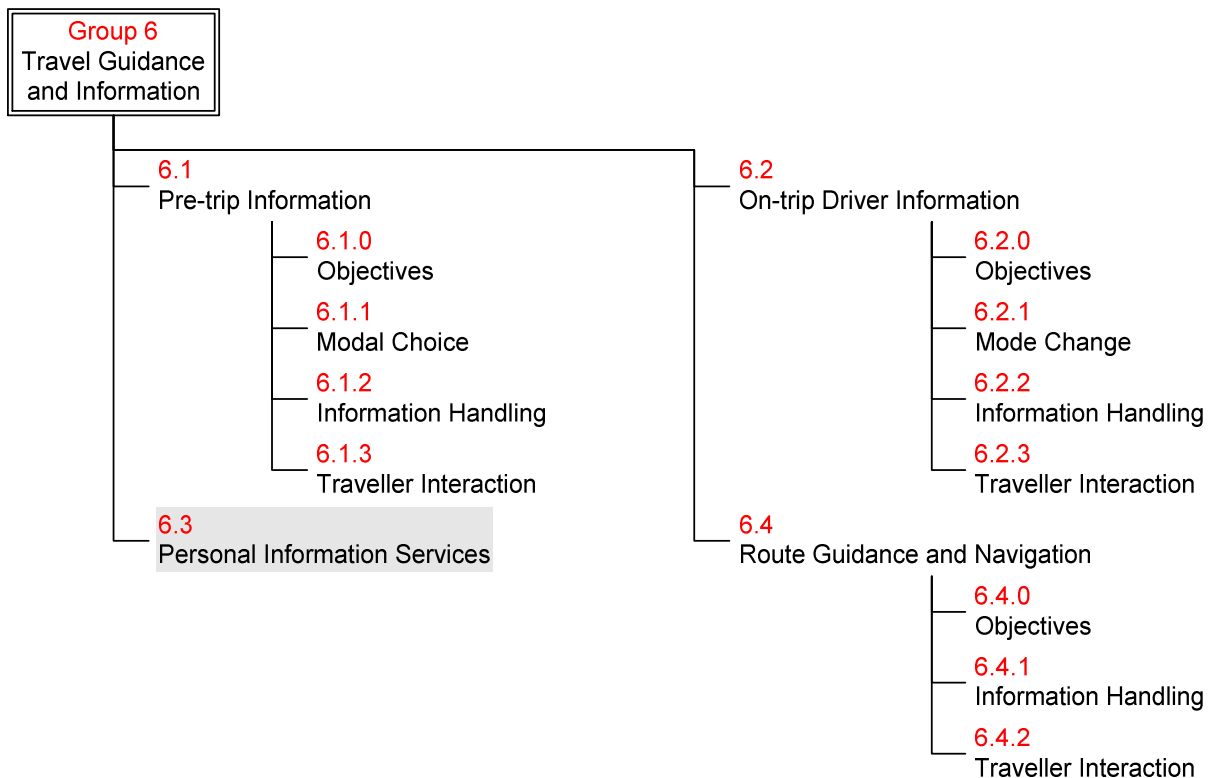 Group 6
Travel Guidance
and Information
6.1
Pre-trip Information
6.1.0
Objectives
6.1.1
Modal Choice
6.1.2
Information Handling
6.1.3
Traveller Interaction
6.2
On-trip Driver Information
6.2.0
Objectives
6.2.1
Mode Change
6.2.2
Information Handling
6.2.3
Traveller Interaction
6.3
Personal Information Services
6.4
Route Guidance and Navigation
6.4.0
Objectives
6.4.1
Information Handling
6.4.2
Traveller Interaction